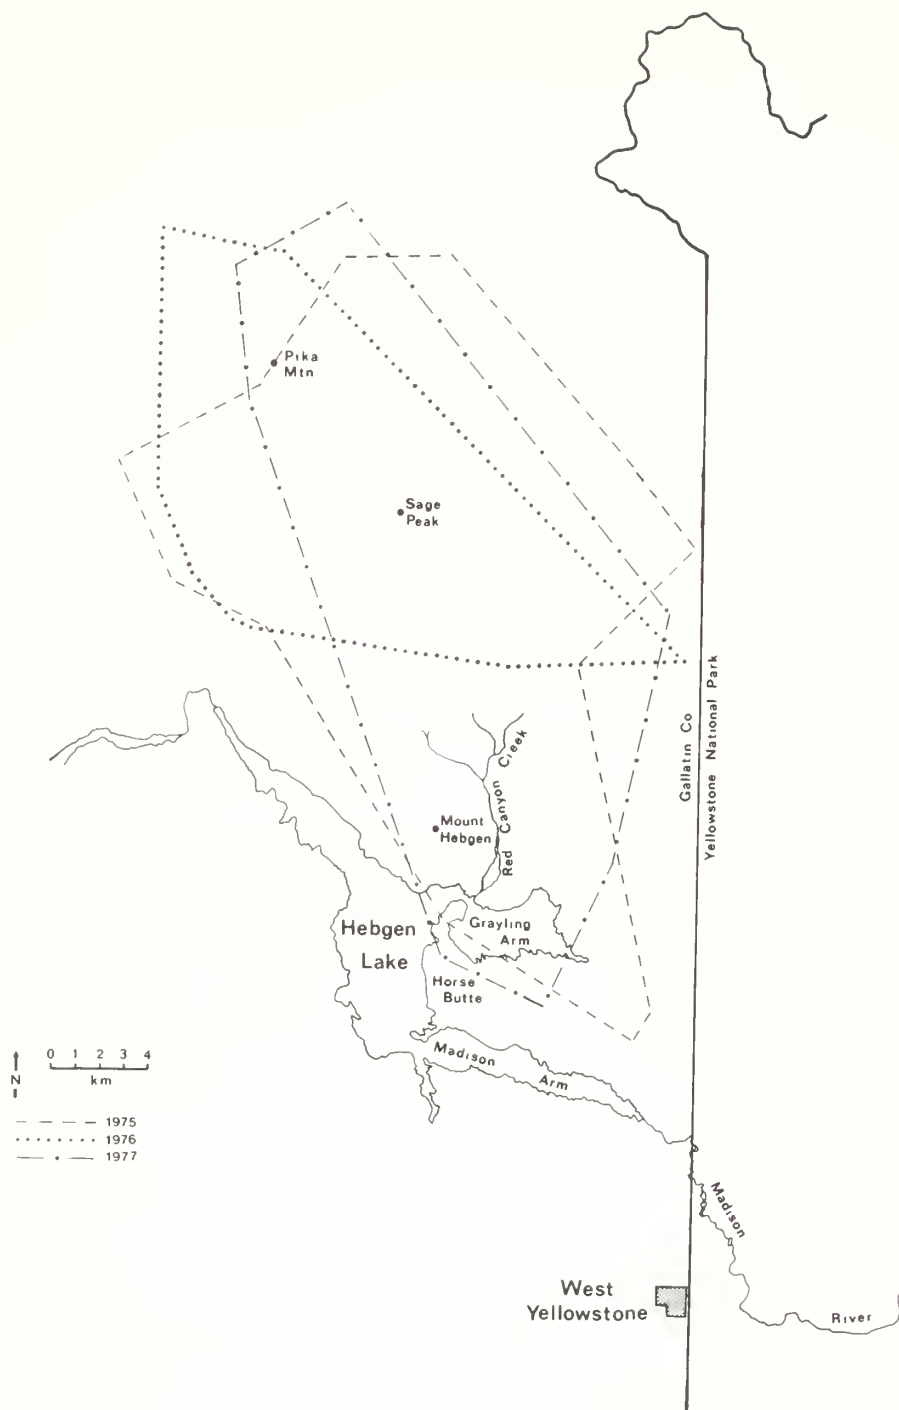 Pika
Mtn
Sage
Peak
Gallatin Co
Yellowstone National Park
Red Canyon Creek
Mount
Hebgen
Grayling
Arm
Hebgen
Lake
Horse
Butte
Madison Arm
0 1 2 3 4
km
N
1975
1976
1977
Madison River
West
Yellowstone